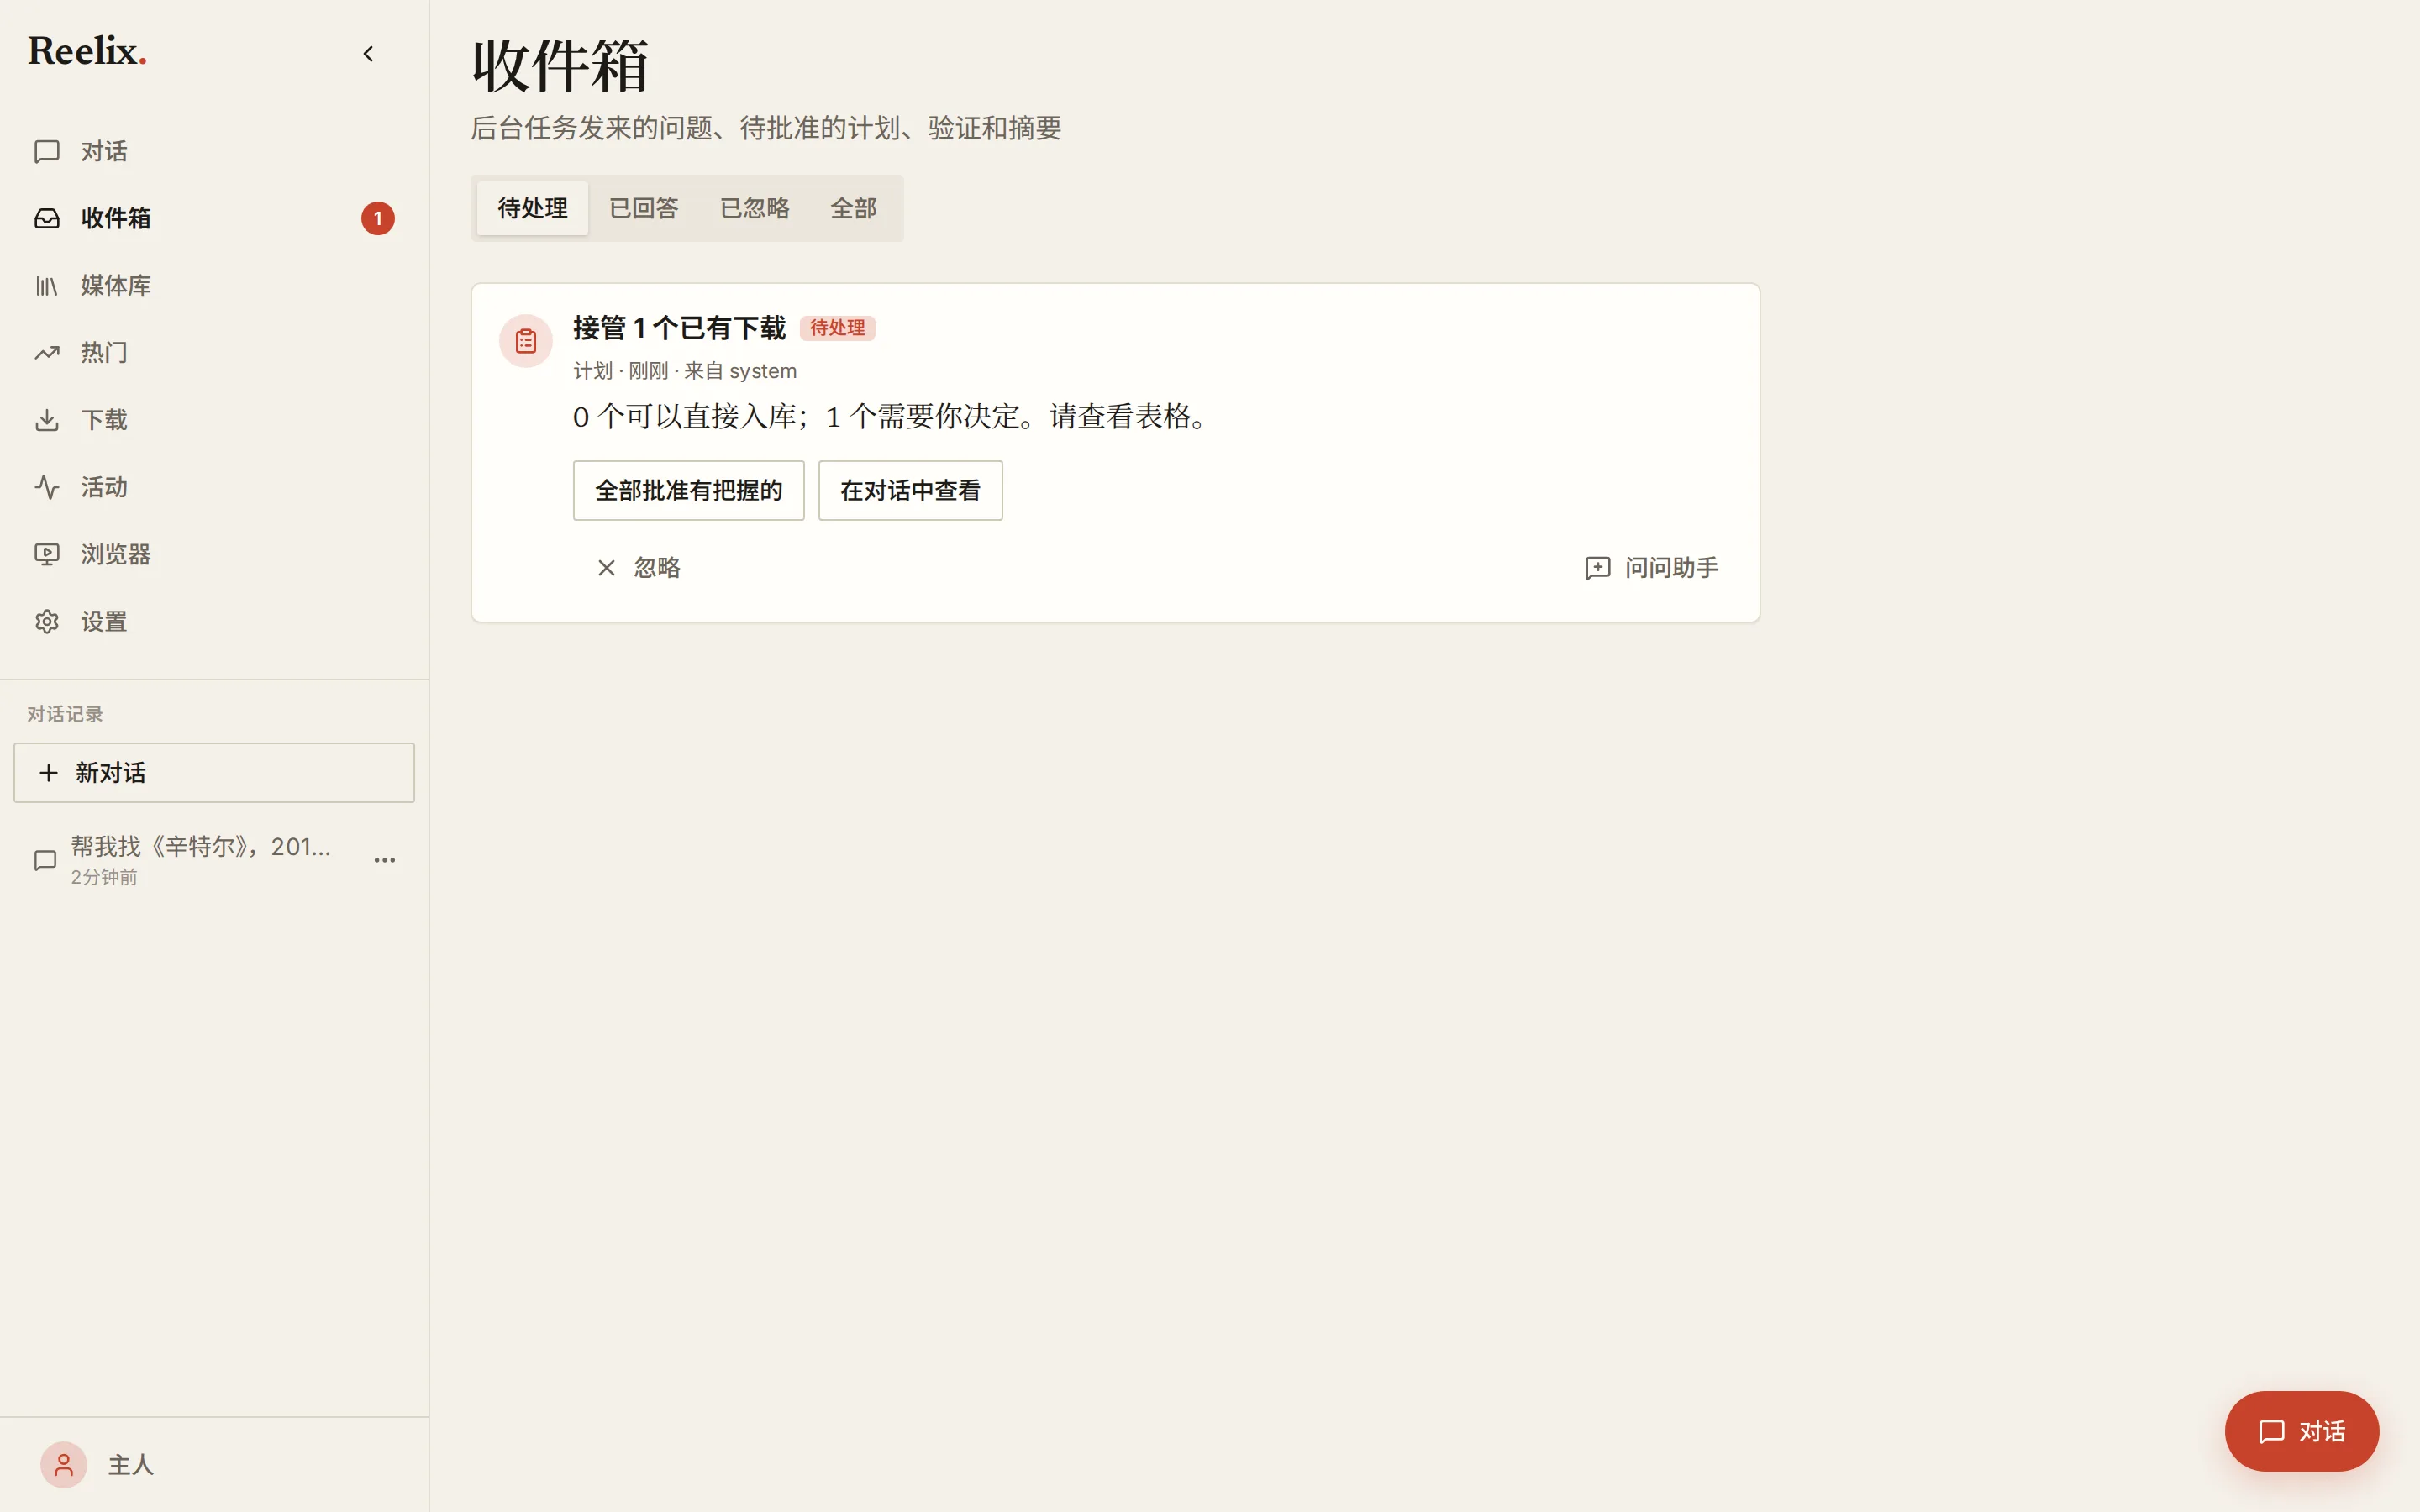 Reelix.
对话
收件箱
1
媒体库
热门
下载
活动
浏览器
设置
对话记录
新对话
帮我找《辛特尔》，201...
2分钟前
主人
收件箱
后台任务发来的问题、待批准的计划、验证和摘要
待处理 已回答 已忽略 全部
接管 1 个已有下载 待处理
计划 · 刚刚 · 来自 system
0 个可以直接入库；1 个需要你决定。请查看表格。
全部批准有把握的 在对话中查看
忽略 问问助手
对话